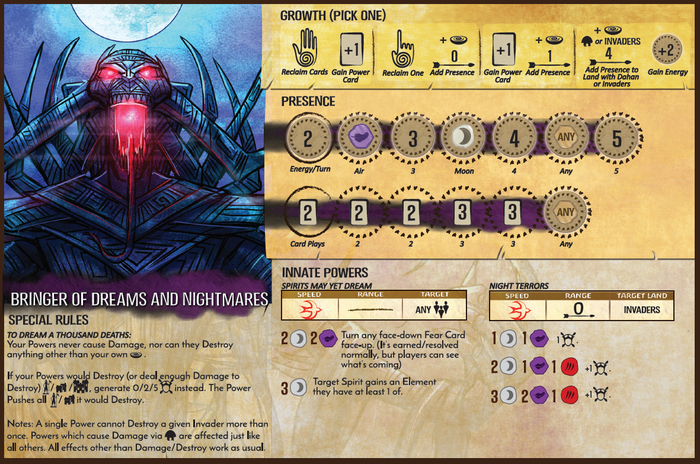 GROWTH (PICK ONE)
+1
Reclaim Cards
Gain Power
Card
+
0
Reclaim One
Add Presence
+1
Gain Power
Card
+
1
Add Presence
+
or INVADERS
4
Add Presence to
Land with Dahan
or Invaders
+2
Gain Energy
PRESENCE
2
3
4
ANY
5
Energy/Turn
Air
3
Moon
4
Any
5
2
2
2
3
3
ANY
Card Plays
2
2
3
3
Any
BRINGER OF DREAMS AND NIGHTMARES
SPECIAL RULES
TO DREAM A THOUSAND DEATHS:
Your Powers never cause Damage, nor can they Destroy
anything other than your own .
If your Powers would Destroy (or deal enough Damage to
Destroy) / / , generate 0/2/5 instead. The Power
Pushes all / it would Destroy.
Notes: A single Power cannot Destroy a given Invader more than
once. Powers which cause Damage via are affected just like
all others. All effects other than Damage/Destroy work as usual.
INNATE POWERS
SPIRITS MAY YET DREAM
SPEED
RANGE
TARGET
ANY
2 2 Turn any face-down Fear Card
face-up. (It's earned/resolved
normally, but players can see
what's coming)
3 Target Spirit gains an Element
they have at least 1 of.
NIGHT TERRORS
SPEED
RANGE
TARGET LAND
0
INVADERS
1 1 1 .
2 1 1 +1 .
3 2 1 +1 .